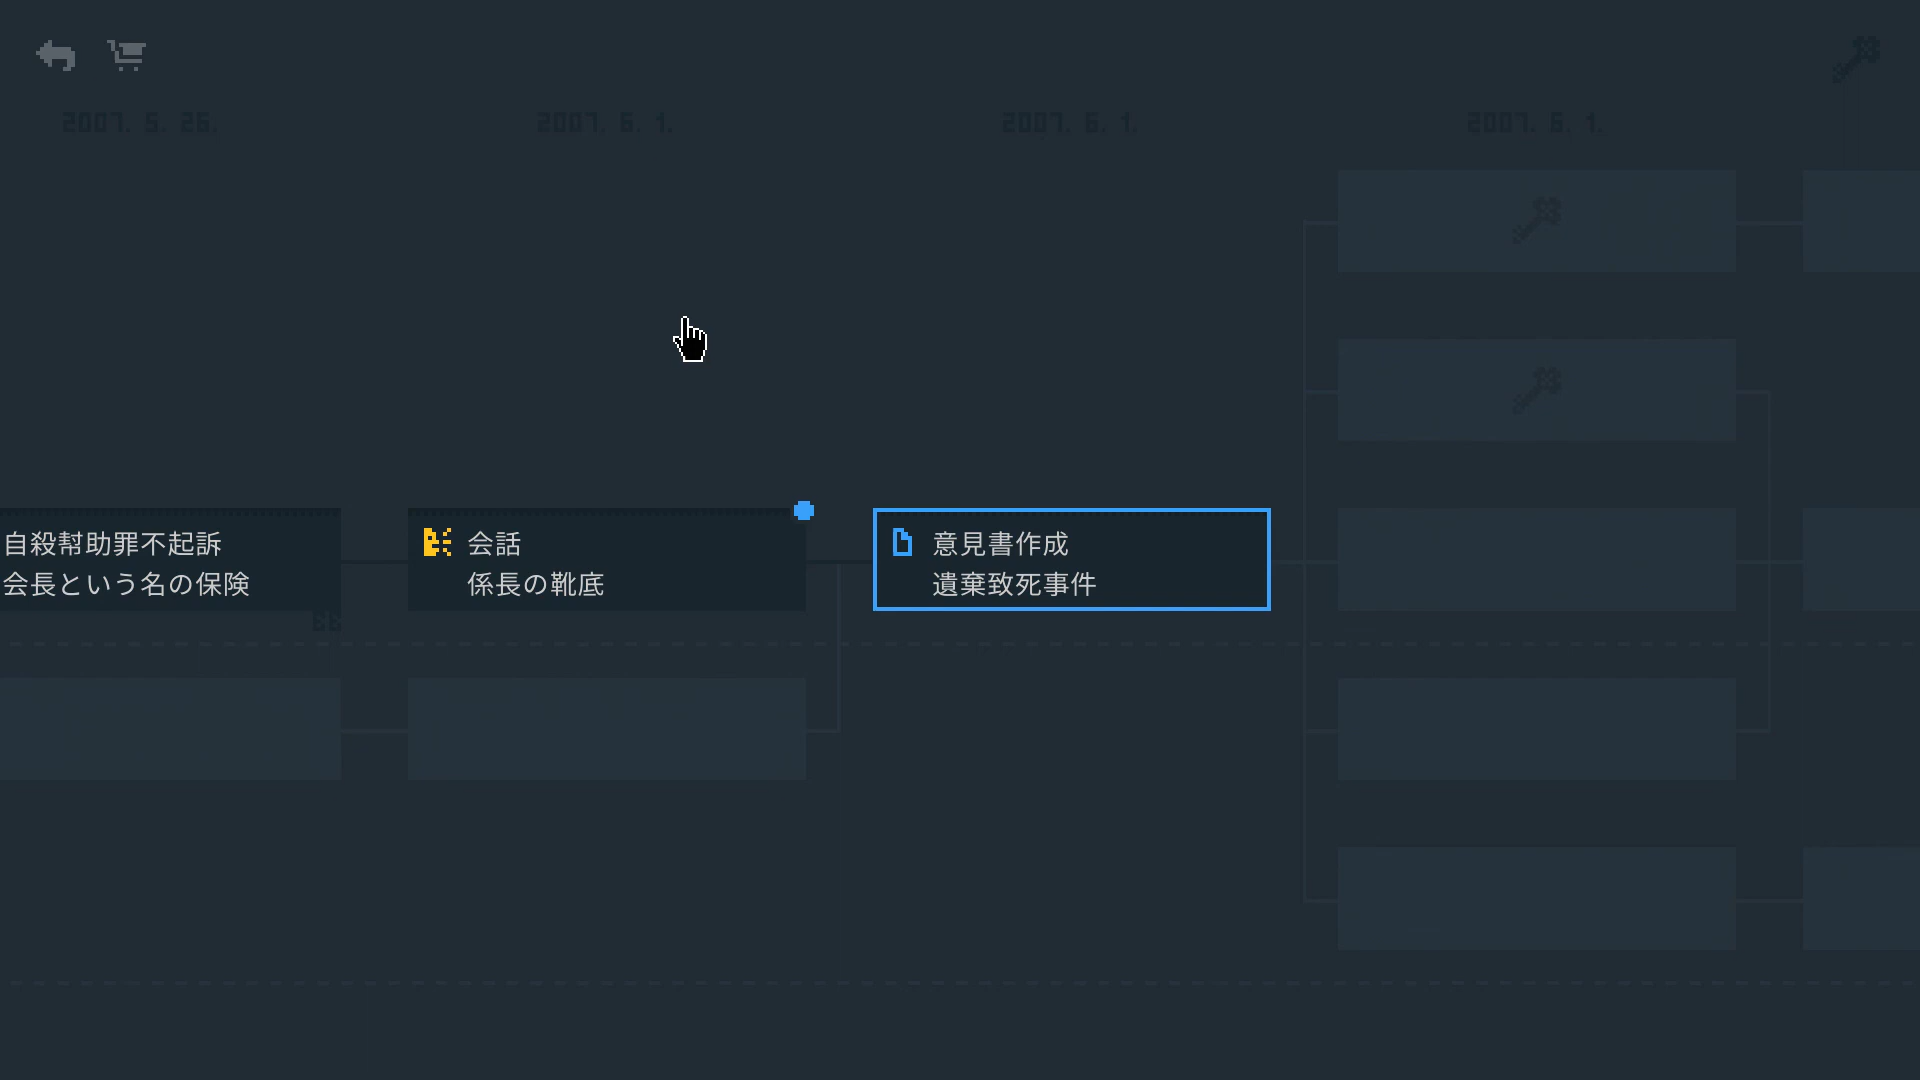 2007. 5. 25.
2007. 6. 1.
2007. 6. 1.
2007. 6. 1.
自殺幇助罪不起訴
会長という名の保険
会話
係長の靴底
意見書作成
遺棄致死事件